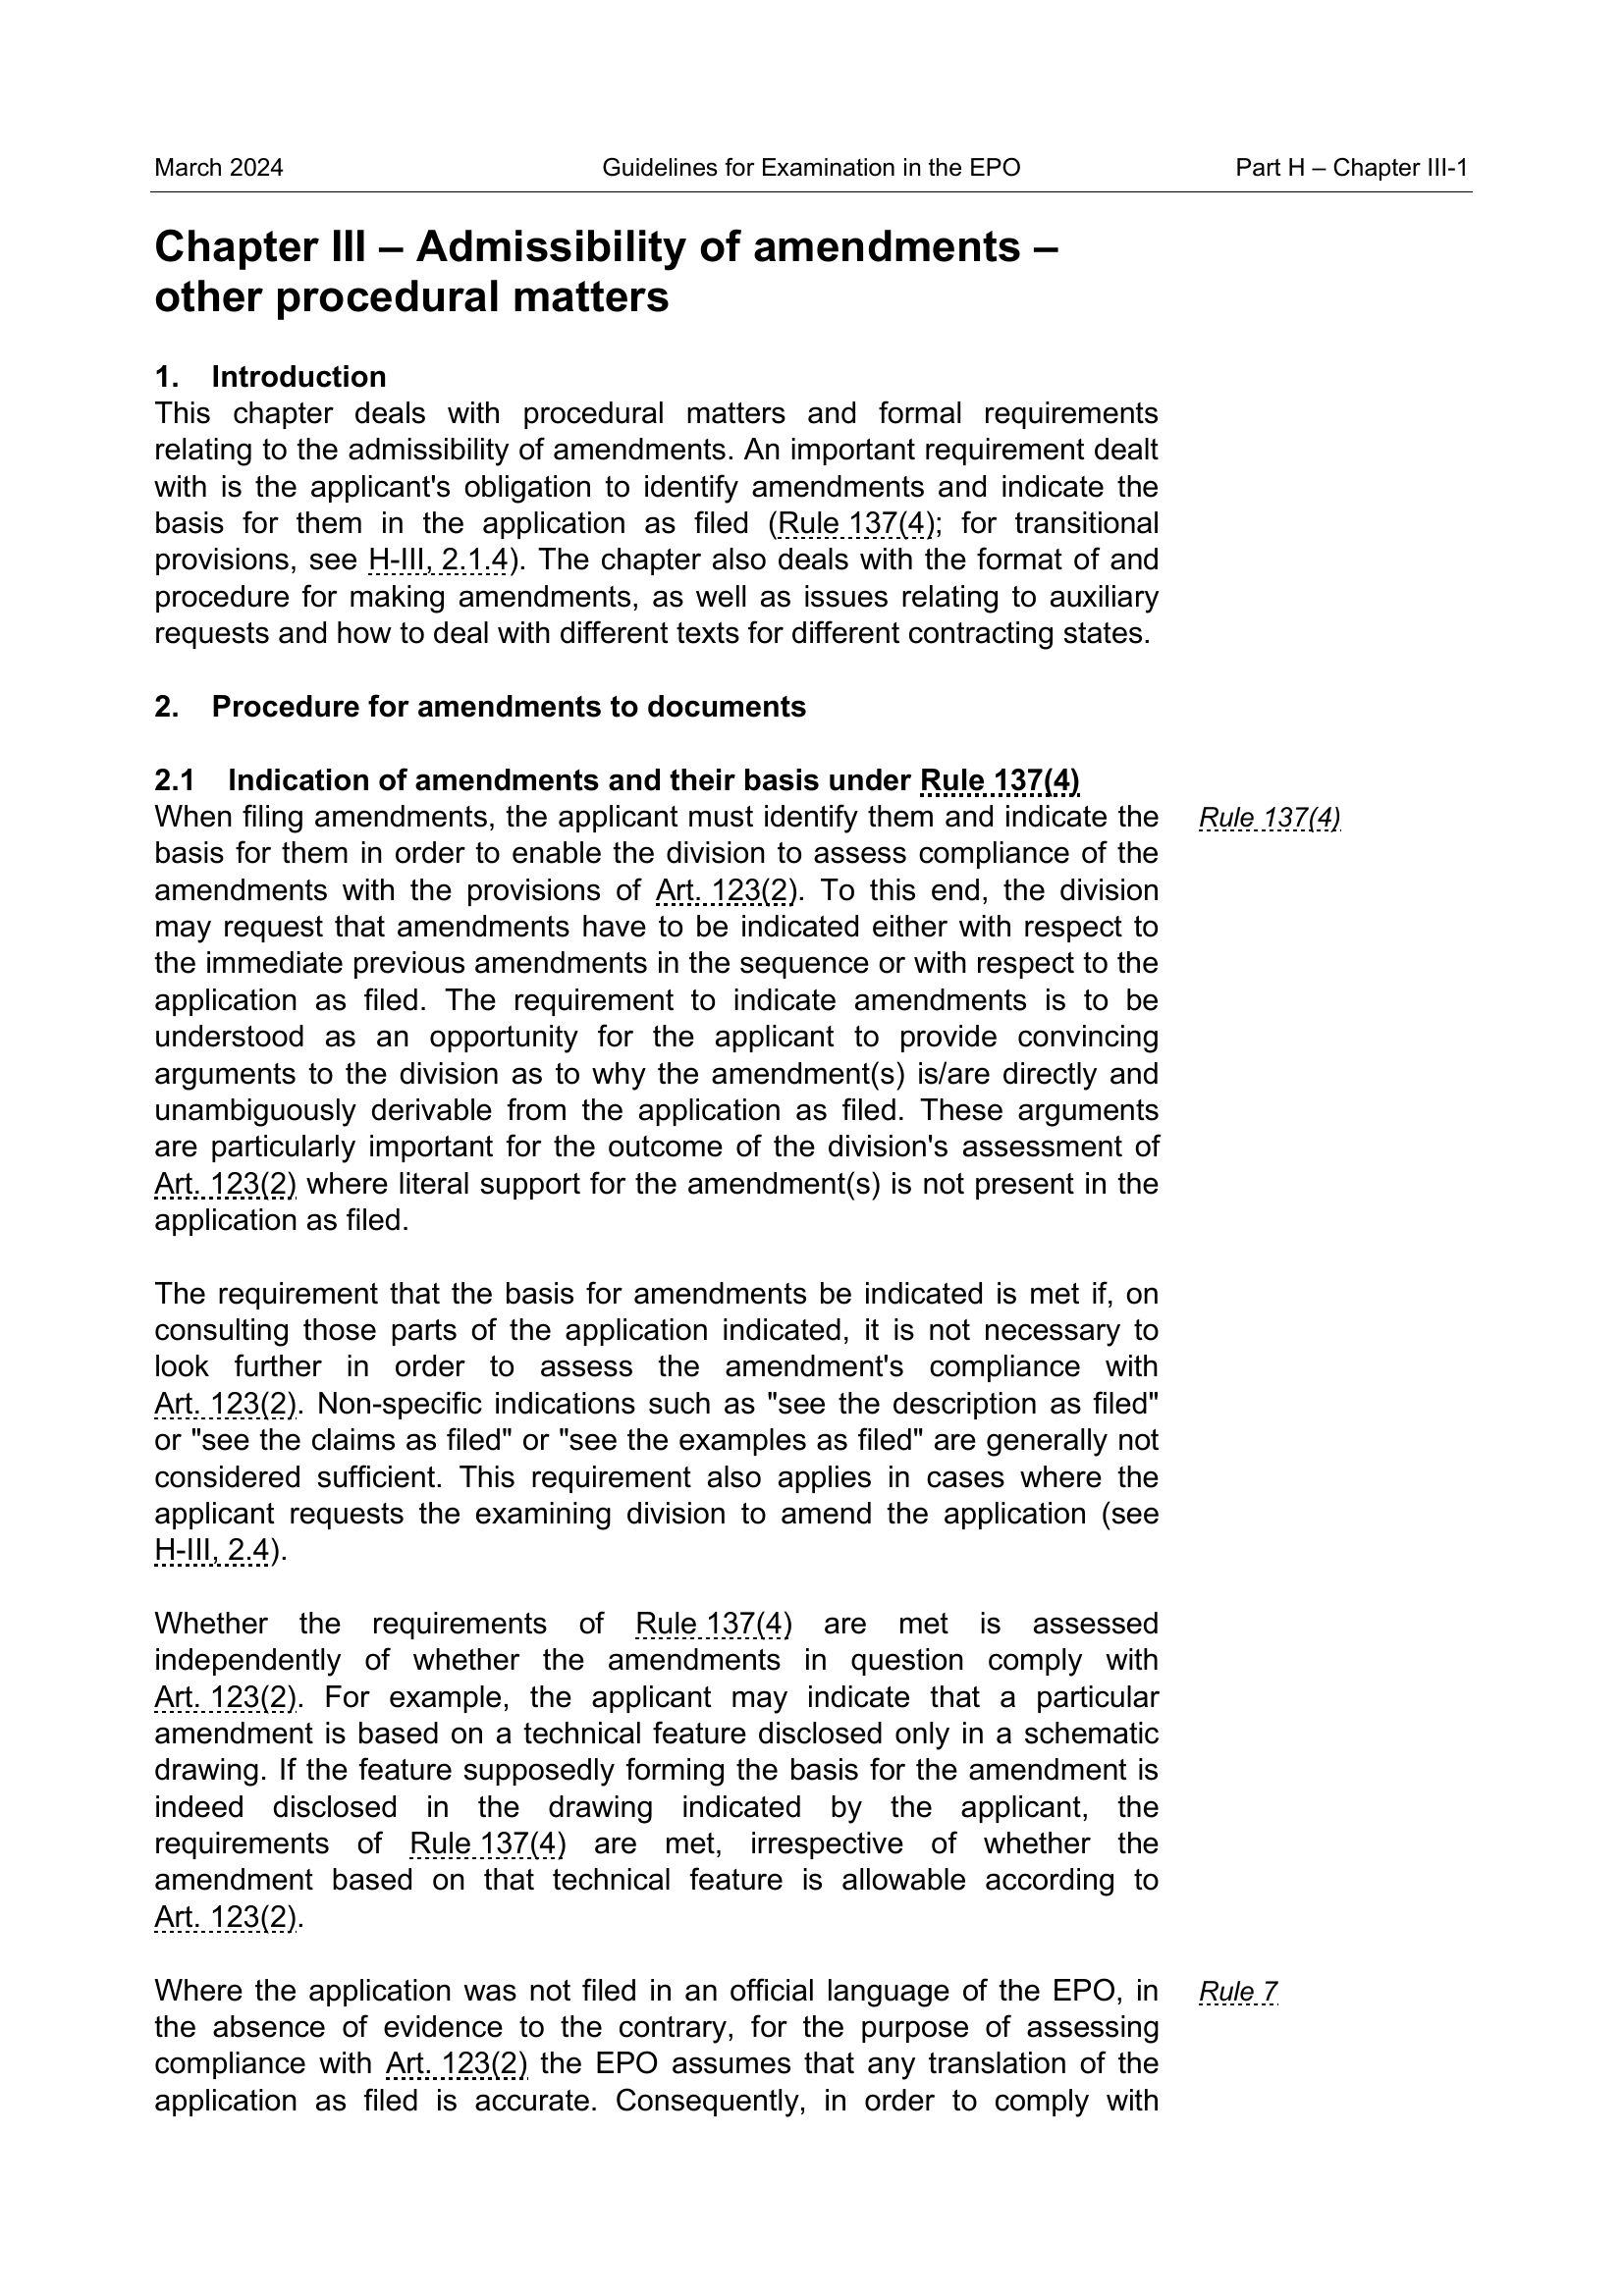 March 2024 Guidelines for Examination in the EPO Part H – Chapter III-1
Chapter III – Admissibility of amendments –
other procedural matters
1. Introduction
This chapter deals with procedural matters and formal requirements
relating to the admissibility of amendments. An important requirement dealt
with is the applicant's obligation to identify amendments and indicate the
basis for them in the application as filed (Rule 137(4); for transitional
provisions, see H-III, 2.1.4). The chapter also deals with the format of and
procedure for making amendments, as well as issues relating to auxiliary
requests and how to deal with different texts for different contracting states.
2. Procedure for amendments to documents
2.1 Indication of amendments and their basis under Rule 137(4)
When filing amendments, the applicant must identify them and indicate the Rule 137(4)
basis for them in order to enable the division to assess compliance of the
amendments with the provisions of Art. 123(2). To this end, the division
may request that amendments have to be indicated either with respect to
the immediate previous amendments in the sequence or with respect to the
application as filed. The requirement to indicate amendments is to be
understood as an opportunity for the applicant to provide convincing
arguments to the division as to why the amendment(s) is/are directly and
unambiguously derivable from the application as filed. These arguments
are particularly important for the outcome of the division's assessment of
Art. 123(2) where literal support for the amendment(s) is not present in the
application as filed.
The requirement that the basis for amendments be indicated is met if, on
consulting those parts of the application indicated, it is not necessary to
look further in order to assess the amendment's compliance with
Art. 123(2). Non-specific indications such as "see the description as filed"
or "see the claims as filed" or "see the examples as filed" are generally not
considered sufficient. This requirement also applies in cases where the
applicant requests the examining division to amend the application (see
H-III, 2.4).
Whether the requirements of Rule 137(4) are met is assessed
independently of whether the amendments in question comply with
Art. 123(2). For example, the applicant may indicate that a particular
amendment is based on a technical feature disclosed only in a schematic
drawing. If the feature supposedly forming the basis for the amendment is
indeed disclosed in the drawing indicated by the applicant, the
requirements of Rule 137(4) are met, irrespective of whether the
amendment based on that technical feature is allowable according to
Art. 123(2).
Where the application was not filed in an official language of the EPO, in Rule 7
the absence of evidence to the contrary, for the purpose of assessing
compliance with Art. 123(2) the EPO assumes that any translation of the
application as filed is accurate. Consequently, in order to comply with